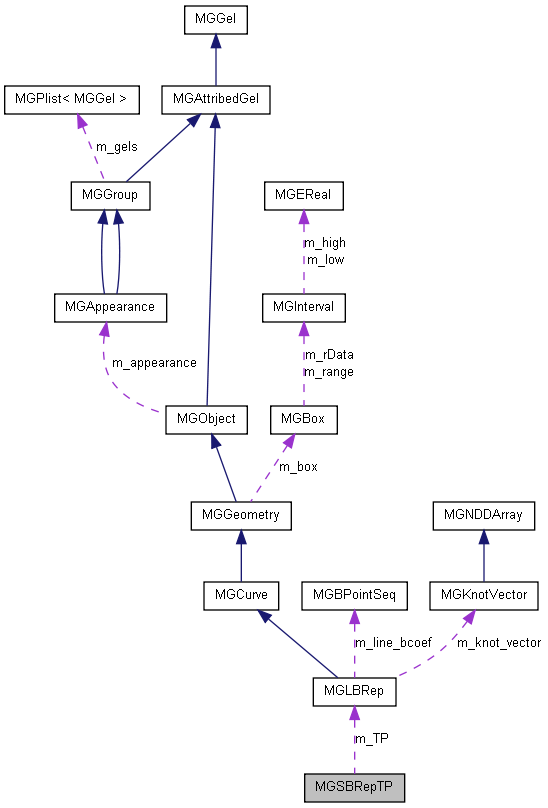 MGGel
MGPlist< MGGel >
MGAttribedGel
m_gels
MGGroup
MGEReal
m_high
m_low
MGAppearance
MGInterval
m_appearance
m_rData
m_range
MGObject
MGBox
m_box
MGGeometry
MGNDDArray
MGCurve
MGBPointSeq
MGKnotVector
m_line_bcoef
m_knot_vector
MGLBRep
m_TP
MGSBRepTP